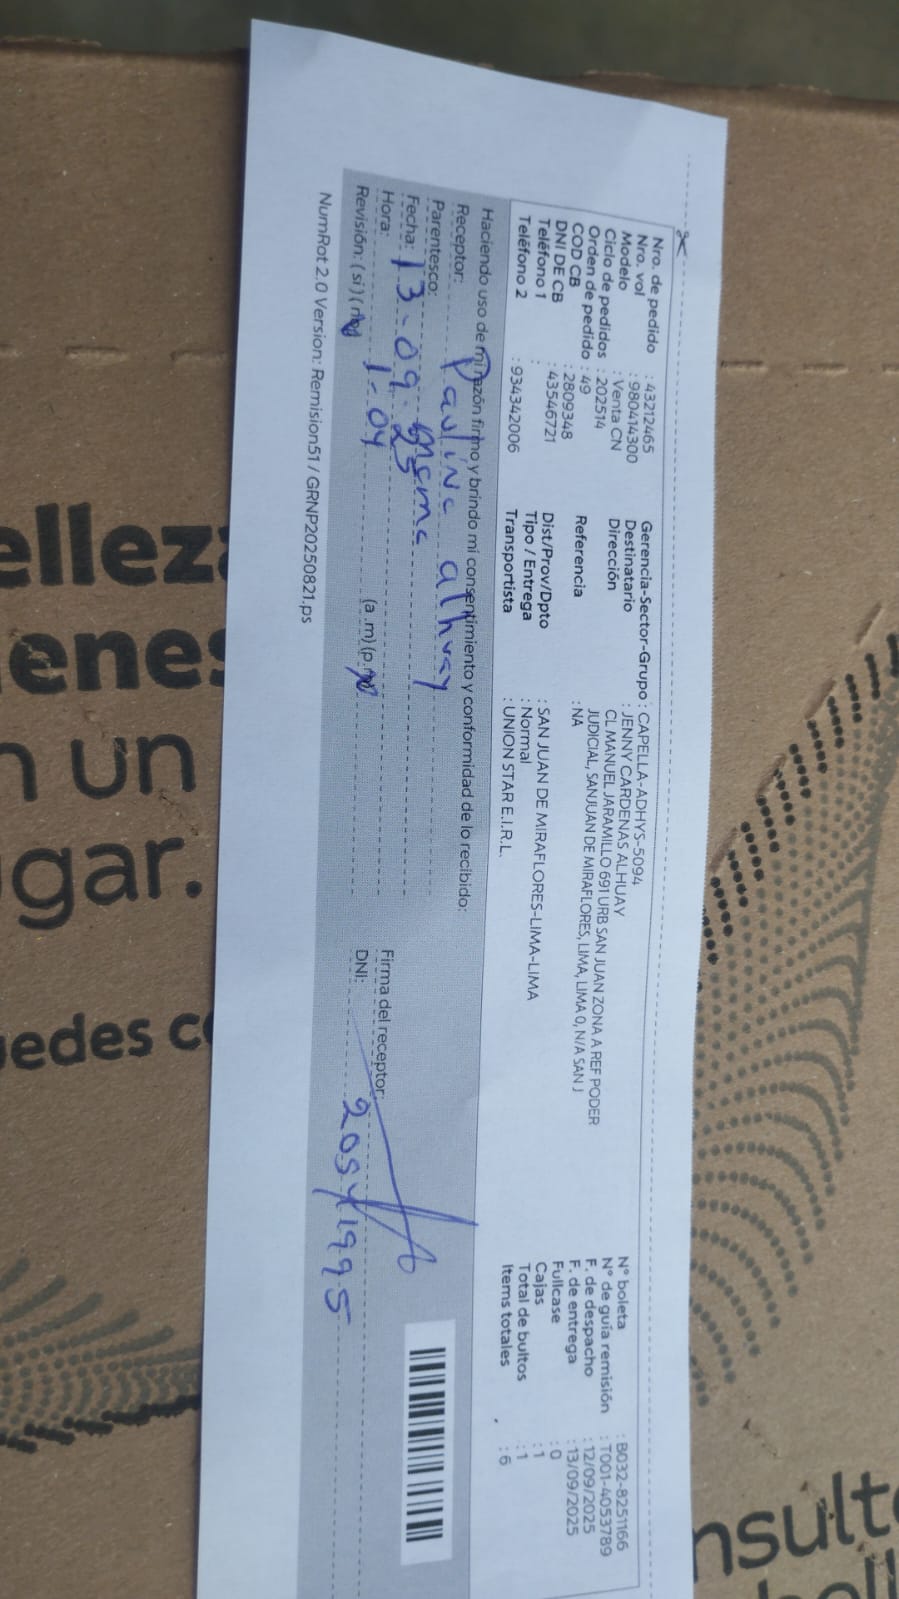 Nro. de pedido : 43212465
Nro. vol : 980414300
Modelo : Venta CN
Ciclo de pedidos : 202514
Orden de pedido : 49
COD CB : 2809348
DNI DE CB : 43546721
Teléfono 1 :
Teléfono 2 : 934342006
Gerencia-Sector-Grupo : CAPELLA-ADHYS-5094
Destinatario : JENNY CARDENAS ALHUAY
Dirección CL MANUEL JARAMILLO 691 URB SAN JUAN ZONA A REF PODER
JUDICIAL, SANJUAN DE MIRAFLORES, LIMA, LIMA 0, N/A SAN J
Referencia : NA
Dist/Prov/Dpto : SAN JUAN DE MIRAFLORES-LIMA-LIMA
Tipo / Entrega : Normal
Transportista : UNION STAR E.I.R.L.
N° boleta : B032-8251166
N° de guía remisión : T001-4053789
F. de despacho : 12/09/2025
F. de entrega : 13/09/2025
Fullcase : 0
Cajas : 1
Total de bultos : 1
Items totales : 6
Haciendo uso de mi razón firmo y brindo mi consentimiento y conformidad de lo recibido:
Receptor: Paulina alhuay
Parentesco: mama
Fecha: 13-09-25
Hora: 1-04 (a.m) (p.m)
Revisión: (si) (no)
Firma del receptor:
DNI:
NumRot 2.0 Version: Remision51 / GRNP20250821.ps
elleza
enes
n un
gar.
edes co
nsulto
bell